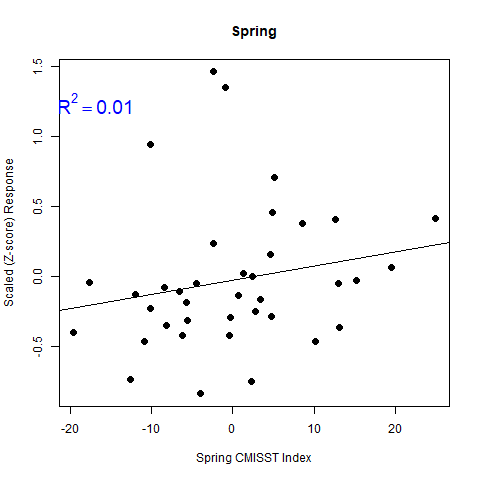 Spring
R² = 0.01
Scaled (Z-score) Response
1.5
1.0
0.5
0.0
-0.5
-20 -10 0 10 20
Spring CMISST Index